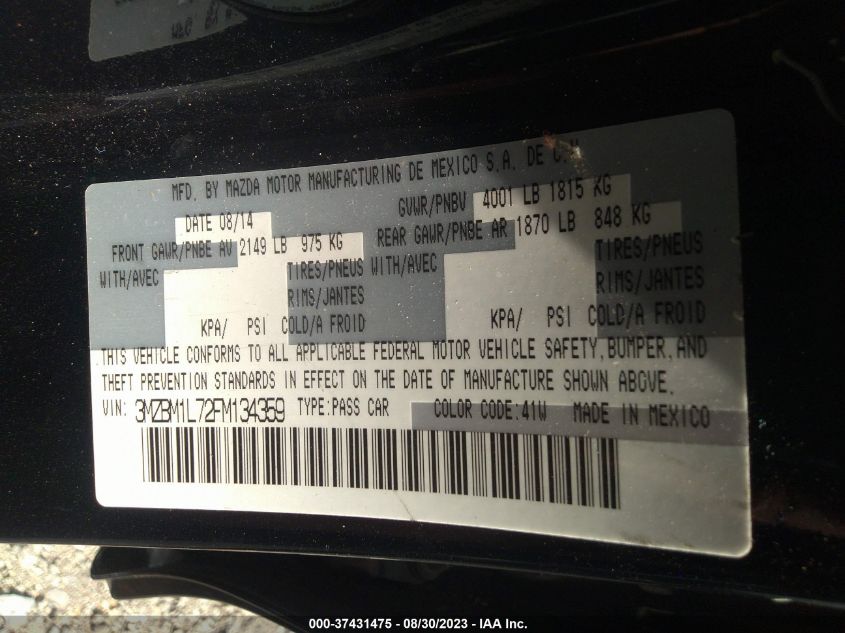 MFD. BY MAZDA MOTOR MANUFACTURING DE MEXICO S.A. DE C.V.
DATE 08/14 GVWR/PNBV 4001 LB 1815 KG
FRONT GAWR/PNBE AV 2149 LB 975 KG REAR GAWR/PNBE AR 1870 LB 848 KG
WITH/AVEC TIRES/PNEUS WITH/AVEC TIRES/PNEUS
RIMS/JANTES RIMS/JANTES
KPA/ PSI COLD/A FROID KPA/ PSI COLD/A FROID
THIS VEHICLE CONFORMS TO ALL APPLICABLE FEDERAL MOTOR VEHICLE SAFETY, BUMPER, AND
THEFT PREVENTION STANDARDS IN EFFECT ON THE DATE OF MANUFACTURE SHOWN ABOVE.
VIN: 3MZBM1L72FM134359 TYPE:PASS CAR COLOR CODE:41W MADE IN MEXICO
000-37431475 - 08/30/2023 - IAA Inc.